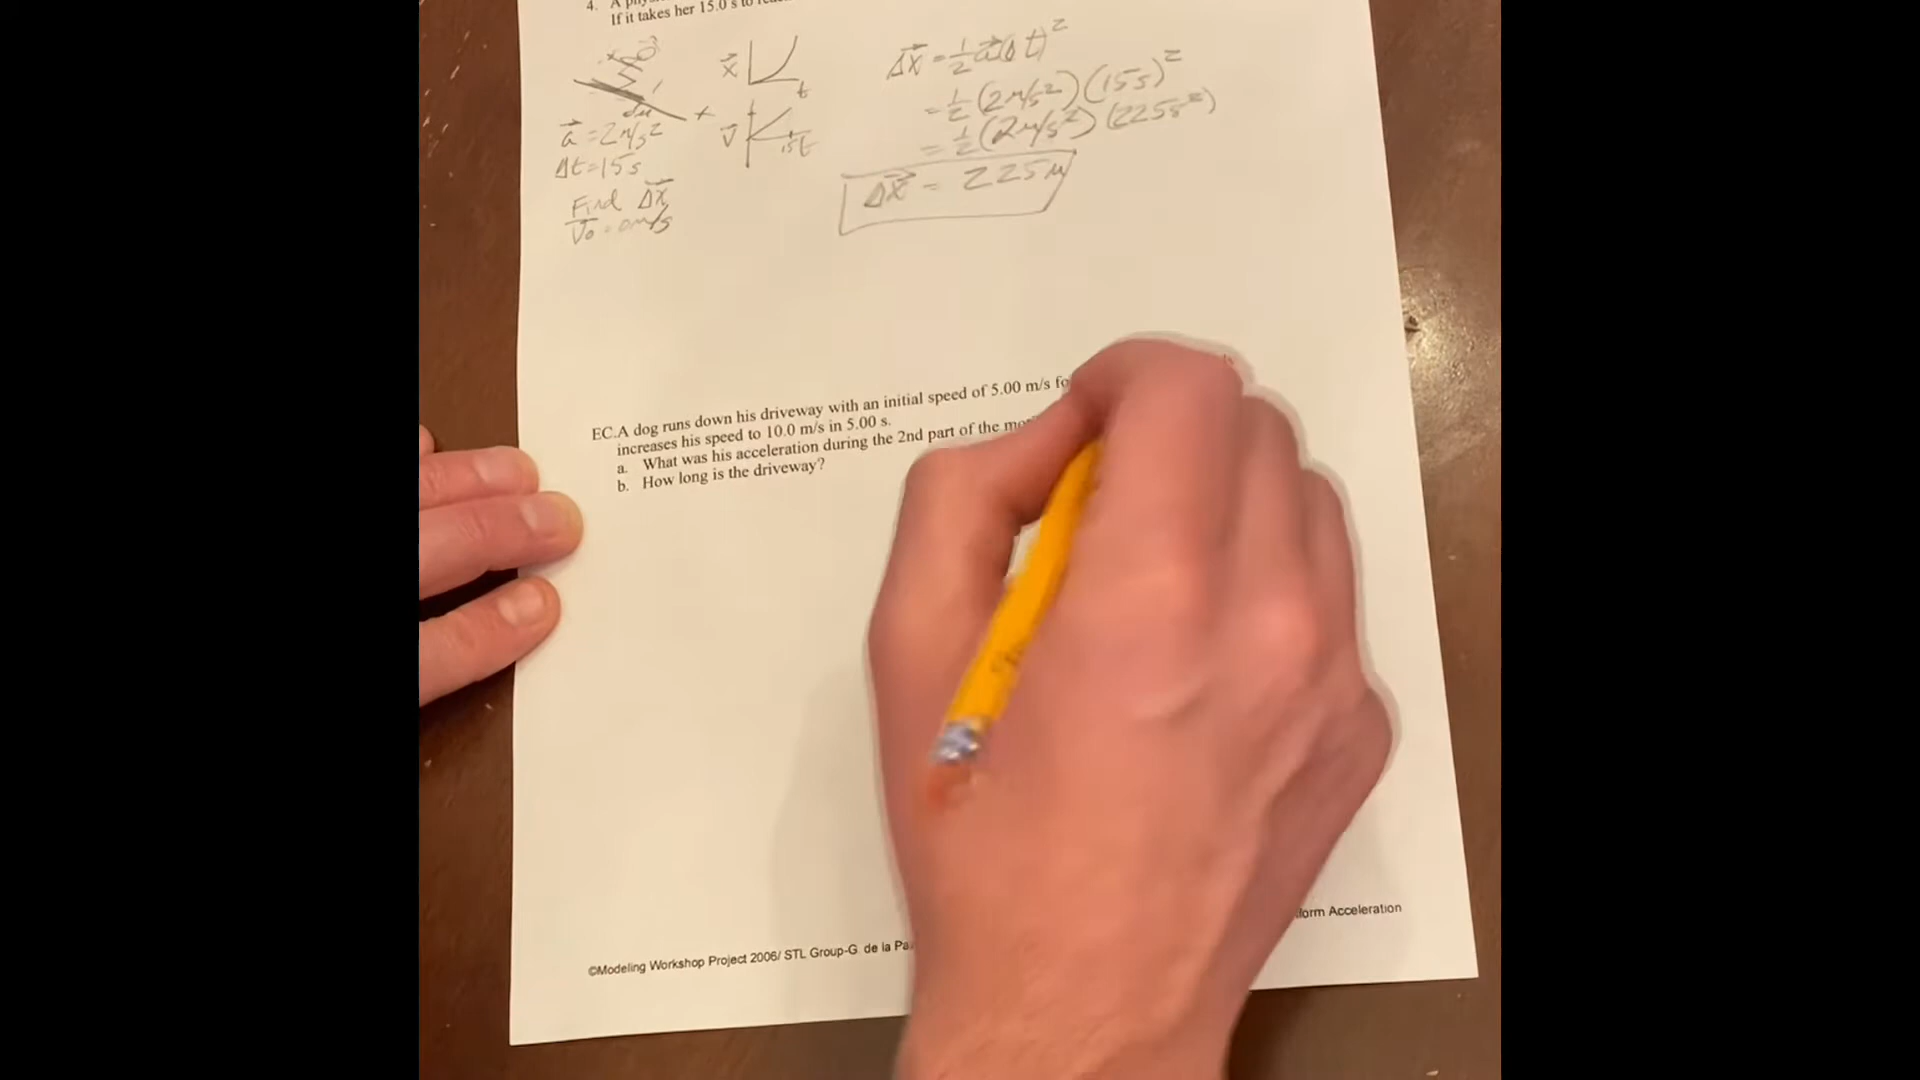 4. A
If it takes her 15.0 s to
x⃗
t
v⃗
15 t
+
a⃗ = 2 m/s²
Δt = 15 s
Find Δx⃗
V₀ = 0 m/s
Δx⃗ = ½ a⃗ (Δt)²
= ½ (2 m/s²) (15s)²
= ½ (2 m/s²) (225 s²)
Δx⃗ = 225 m
EC.A dog runs down his driveway with an initial speed of 5.00 m/s
increases his speed to 10.0 m/s in 5.00 s.
a. What was his acceleration during the 2nd part of the
b. How long is the driveway?
©Modeling Workshop Project 2006/ STL Group-G de la
Acceleration